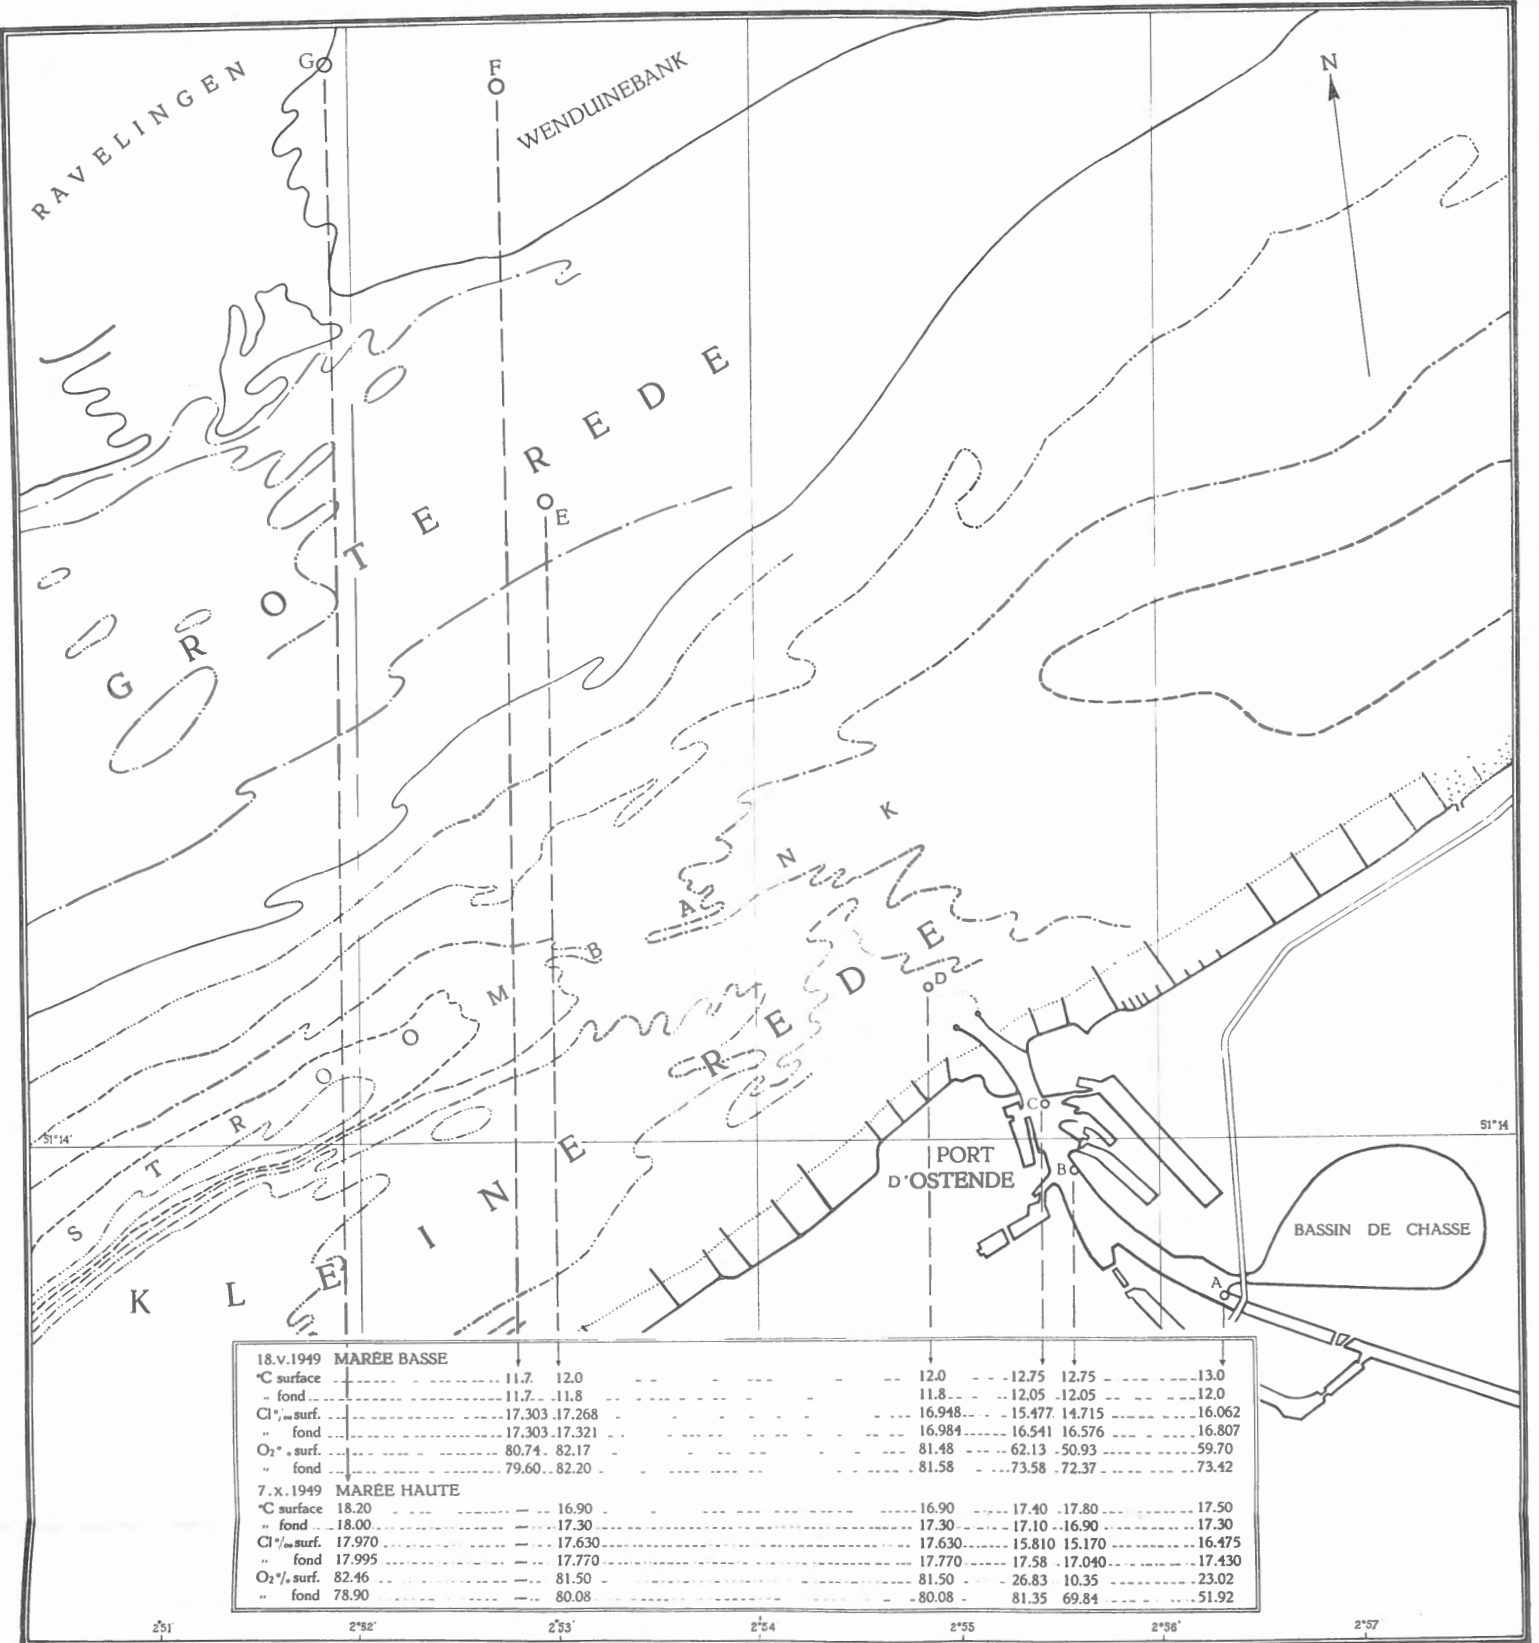 G
F
N
RAVELINGEN
WENDUINEBANK
GROTE REDE
E
STROOMBANK
KLEINE REDE
D
C
51°14'
51°14
PORT
D'OSTENDE
B
BASSIN DE CHASSE
A
18.v.1949 MARÉE BASSE
°C surface 11.7 12.0 12.0 12.75 12.75 13.0
„ fond 11.7 11.8 11.8 12.05 12.05 12.0
Cl °/oo surf. 17.303 17.268 16.948 15.477 14.715 16.062
„ fond 17.303 17.321 16.984 16.541 16.576 16.807
O₂ °/o surf. 80.74 82.17 81.48 62.13 50.93 59.70
„ fond 79.60 82.20 81.58 73.58 72.37 73.42
7.x.1949 MARÉE HAUTE
°C surface 18.20 — 16.90 16.90 17.40 17.80 17.50
„ fond 18.00 — 17.30 17.30 17.10 16.90 17.30
Cl °/oo surf. 17.970 — 17.630 17.630 15.810 15.170 16.475
„ fond 17.995 — 17.770 17.770 17.58 17.040 17.430
O₂ °/o surf. 82.46 — 81.50 81.50 26.83 10.35 23.02
„ fond 78.90 — 80.08 80.08 81.35 69.84 51.92
2°51' 2°52' 2°53' 2°54 2°55 2°56' 2°57